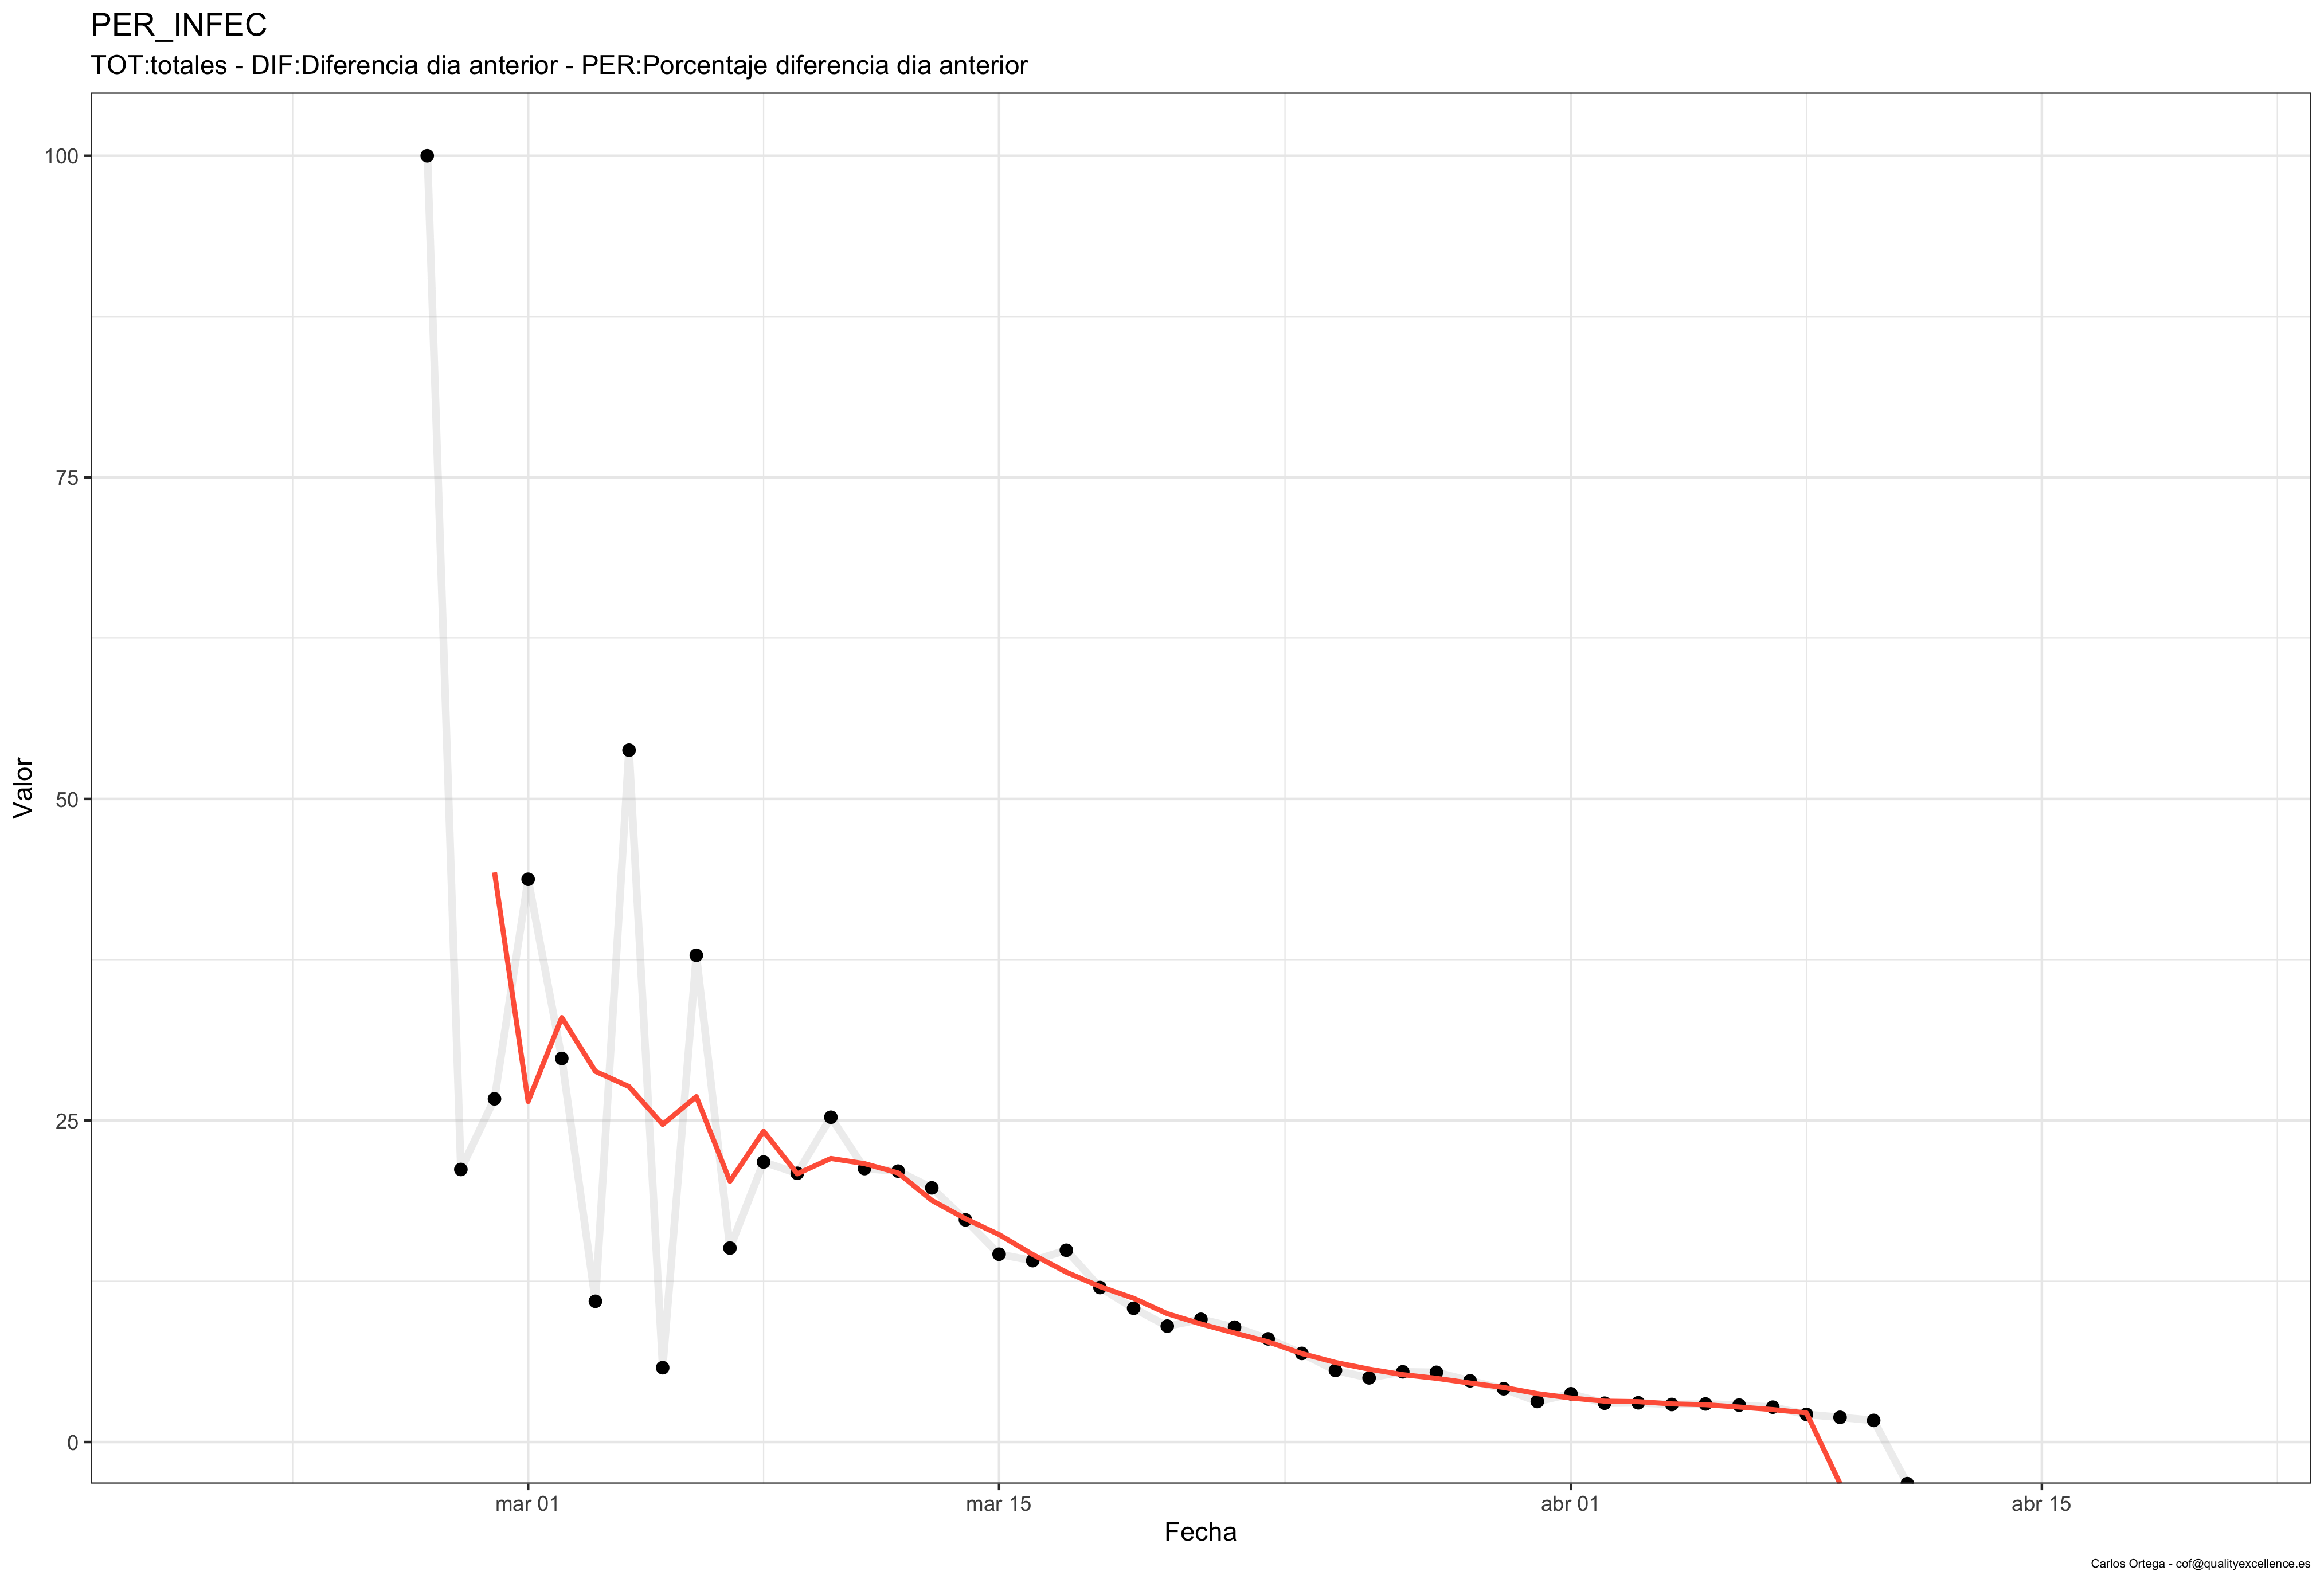 PER_INFEC
TOT:totales - DIF:Diferencia dia anterior - PER:Porcentaje diferencia dia anterior
100
75
50
25
0
Valor
mar 01
mar 15
abr 01
abr 15
Fecha
Carlos Ortega - cof@qualityexcellence.es